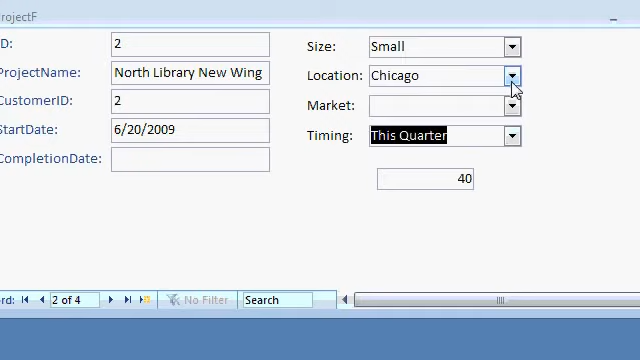 rojectF
D:
2
ProjectName:
North Library New Wing
CustomerID:
2
StartDate:
6/20/2009
CompletionDate:
Size:
Small
Location:
Chicago
Market:
Timing:
This Quarter
40
ord:
2 of 4
No Filter
Search